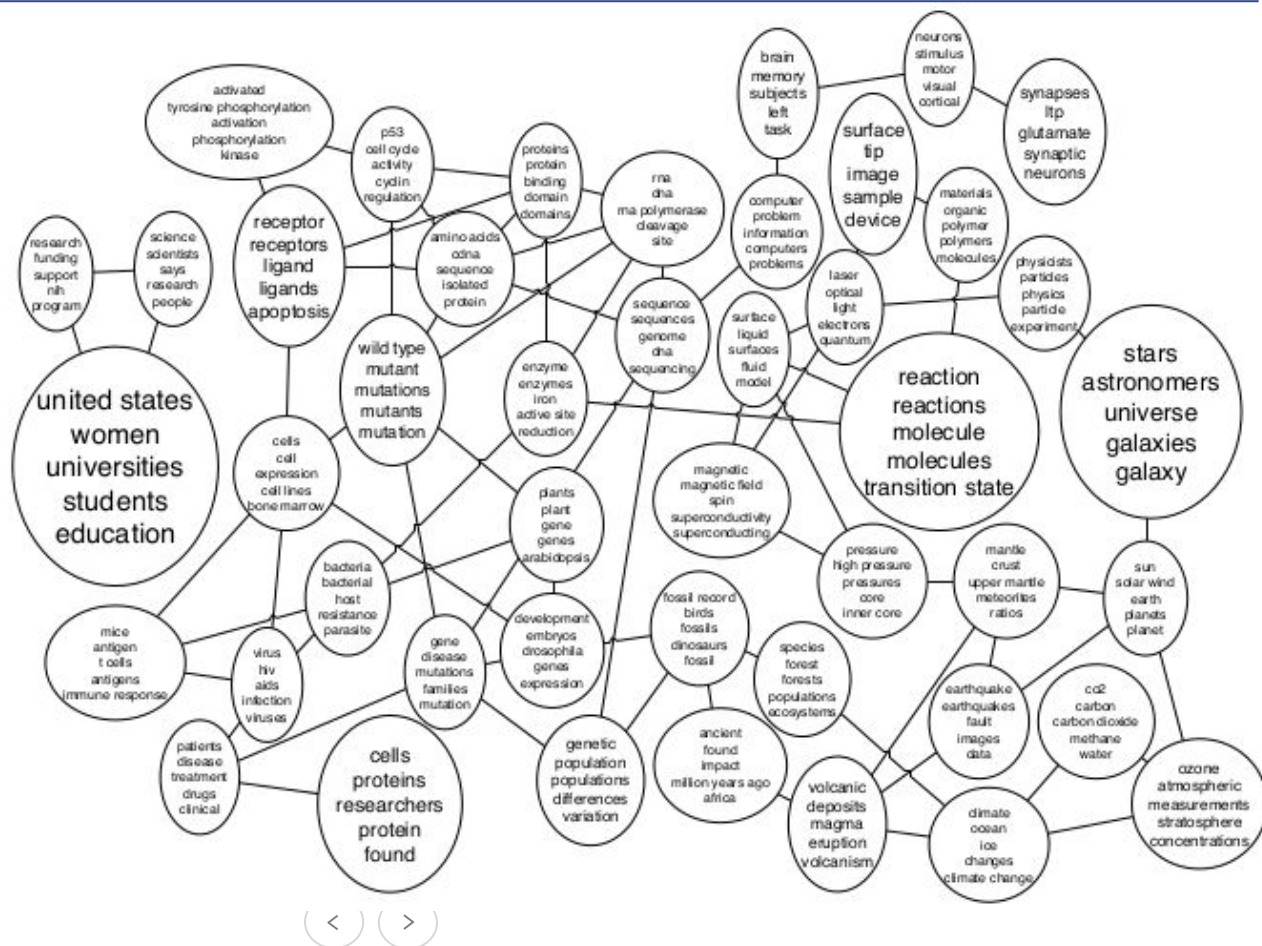 neurons
stimulus
motor
visual
cortical
brain
memory
subjects
left
task
synapses
ltp
glutamate
synaptic
neurons
activated
tyrosine phosphorylation
activation
phosphorylation
kinase
p53
cell cycle
activity
cyclin
regulation
proteins
protein
binding
domain
domains
rna
dna
rna polymerase
cleavage
site
surface
tip
image
sample
device
computer
problem
information
computers
problems
materials
organic
polymer
polymers
molecules
research
funding
support
nih
program
science
scientists
says
research
people
receptor
receptors
ligand
ligands
apoptosis
amino acids
cdna
sequence
isolated
protein
laser
optical
light
electrons
quantum
physicists
particles
physics
particle
experiment
sequence
sequences
genome
dna
sequencing
surface
liquid
surfaces
fluid
model
wild type
mutant
mutations
mutants
mutation
enzyme
enzymes
iron
active site
reduction
reaction
reactions
molecule
molecules
transition state
stars
astronomers
universe
galaxies
galaxy
united states
women
universities
students
education
cells
cell
expression
cell lines
bone marrow
magnetic
magnetic field
spin
superconductivity
superconducting
plants
plant
gene
genes
arabidopsis
pressure
high pressure
pressures
core
inner core
mantle
crust
upper mantle
meteorites
ratios
sun
solar wind
earth
planets
planet
bacteria
bacterial
host
resistance
parasite
fossil record
birds
fossils
dinosaurs
fossil
development
embryos
drosophila
genes
expression
mice
antigen
t cells
antigens
immune response
virus
hiv
aids
infection
viruses
gene
disease
mutations
families
mutation
species
forest
forests
populations
ecosystems
earthquake
earthquakes
fault
images
data
co2
carbon
carbon dioxide
methane
water
patients
disease
treatment
drugs
clinical
cells
proteins
researchers
protein
found
genetic
population
populations
differences
variation
ancient
found
impact
million years ago
africa
volcanic
deposits
magma
eruption
volcanism
climate
ocean
ice
changes
climate change
ozone
atmospheric
measurements
stratosphere
concentrations